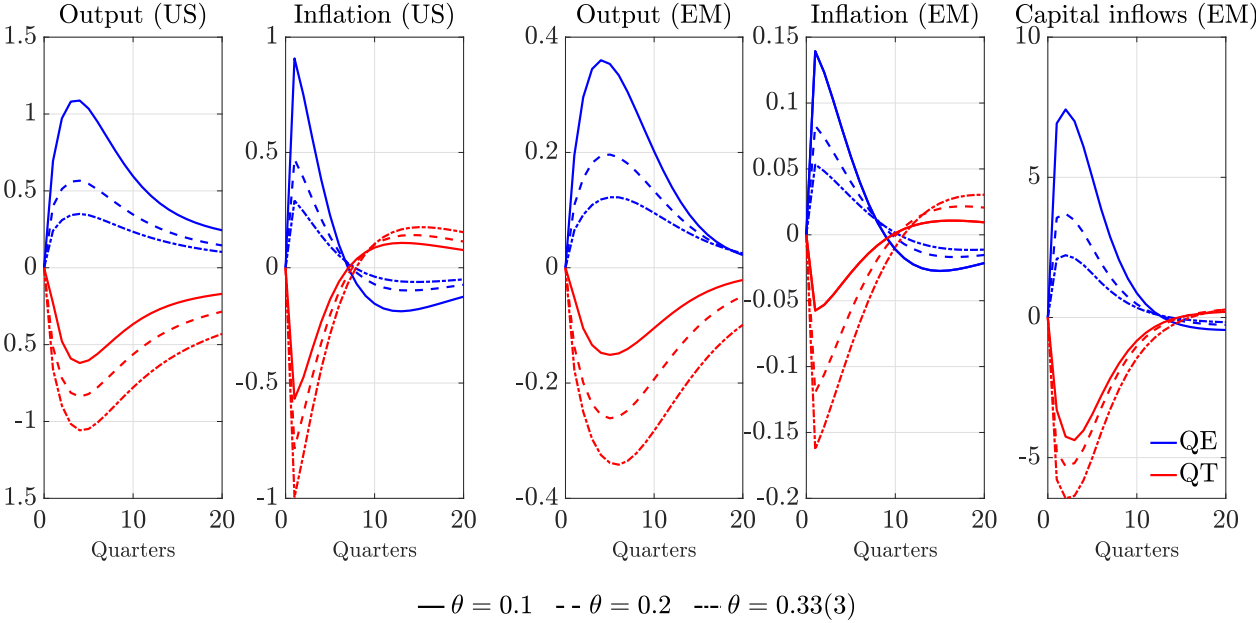 Output (US) Inflation (US) Output (EM) Inflation (EM) Capital inflows (EM)
1.5 1 0.4 0.15 10
1 0.5 0.2 0.1 5
0.5 0 0 0.05 0
0 -0.5 -0.2 0 -5
0.5 -1 -0.4 -0.05
-1 -0.1
1.5 -0.15
-0.2
QE
QT
0 10 20 0 10 20 0 10 20 0 10 20 0 10 20
Quarters Quarters Quarters Quarters Quarters
θ = 0.1 θ = 0.2 θ = 0.33(3)